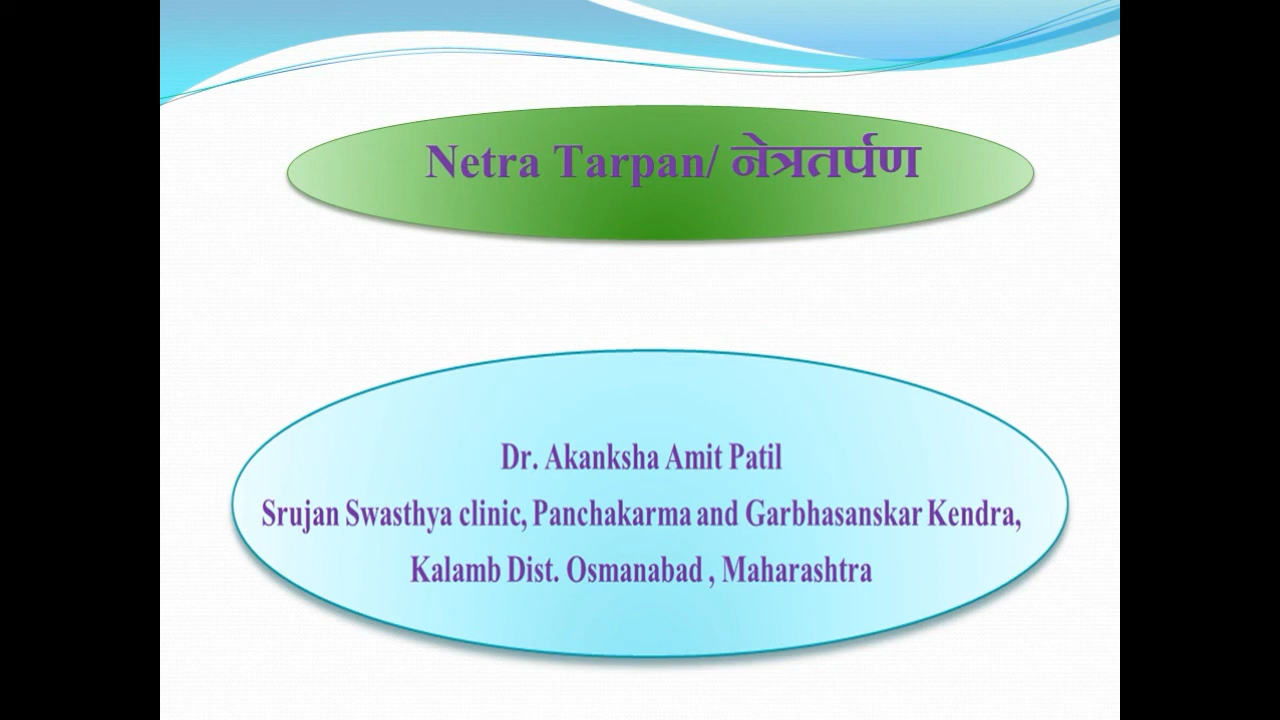 Netra Tarpan/ नेत्रतर्पण
Dr. Akanksha Amit Patil
Srujan Swasthya clinic, Panchakarma and Garbhasanskar Kendra,
Kalamb Dist. Osmanabad , Maharashtra